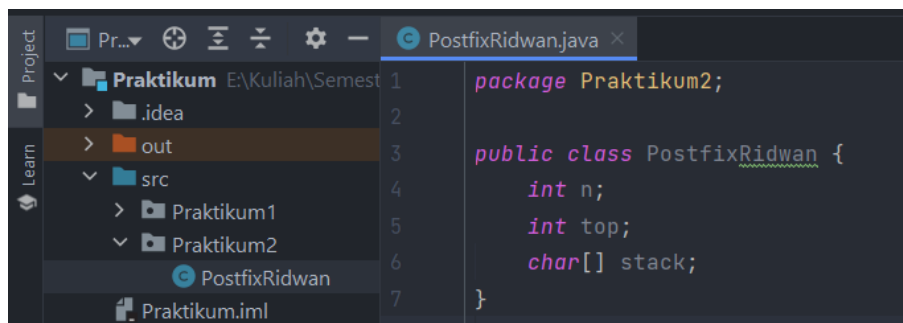 Project
Learn
Pr...
Praktikum E:\Kuliah\Semest
.idea
out
src
Praktikum1
Praktikum2
PostfixRidwan
Praktikum.iml
PostfixRidwan.java
1 package Praktikum2;
2
3 public class PostfixRidwan {
4 int n;
5 int top;
6 char[] stack;
7 }